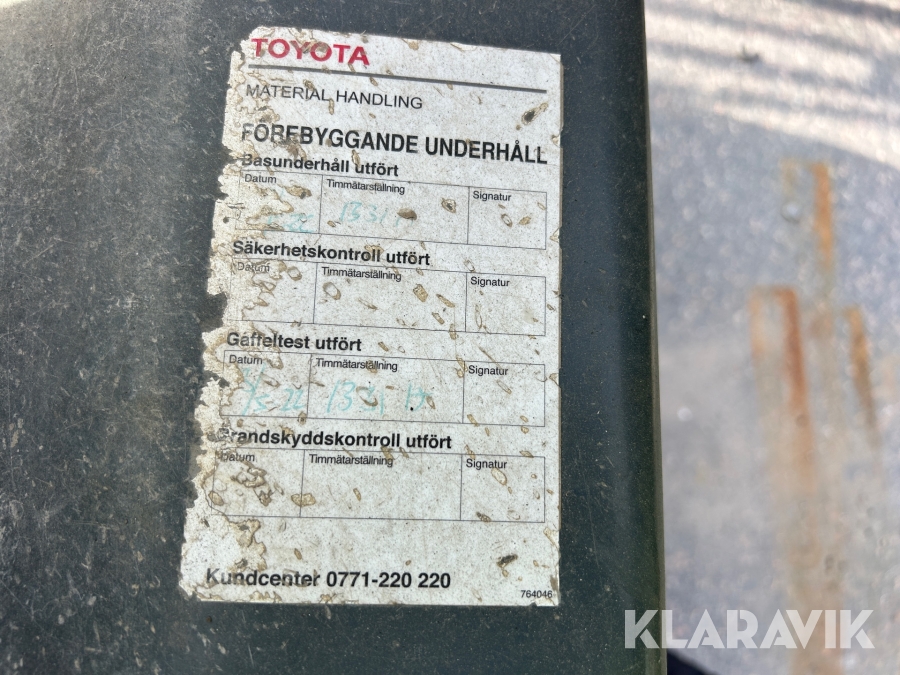 TOYOTA
MATERIAL HANDLING
FÖREBYGGANDE UNDERHÅLL
Basunderhåll utfört
Datum Timmätarställning Signatur
Säkerhetskontroll utfört
Datum Timmätarställning Signatur
Gaffeltest utfört
Datum Timmätarställning Signatur
Brandskyddskontroll utfört
Datum Timmätarställning Signatur
Kundcenter 0771-220 220
764046
KLARAVIK